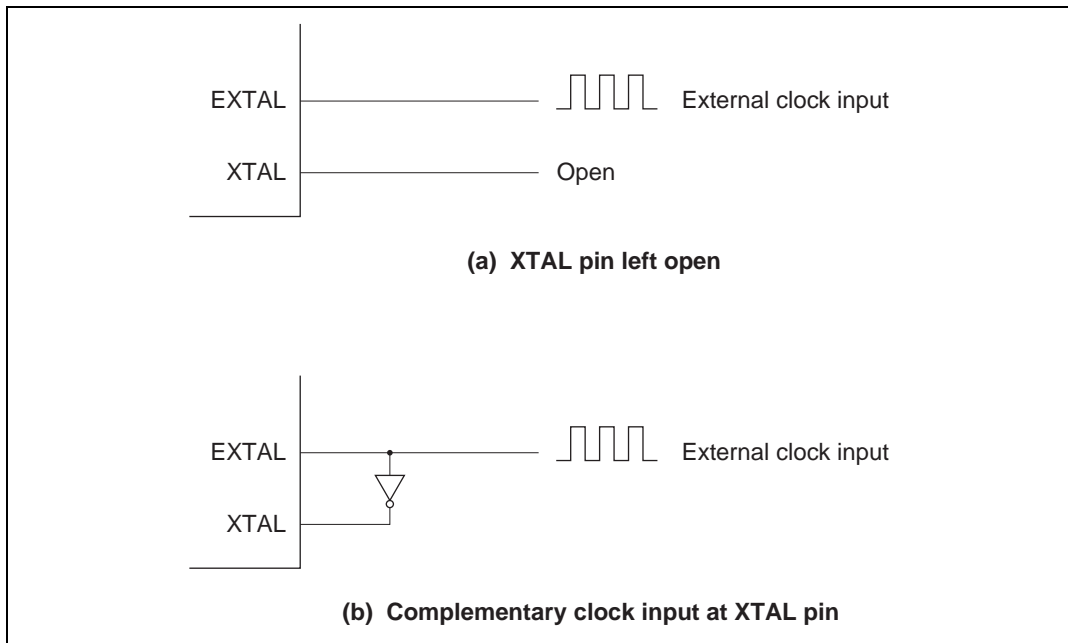 EXTAL External clock input
XTAL Open
(a) XTAL pin left open
EXTAL External clock input
XTAL
(b) Complementary clock input at XTAL pin